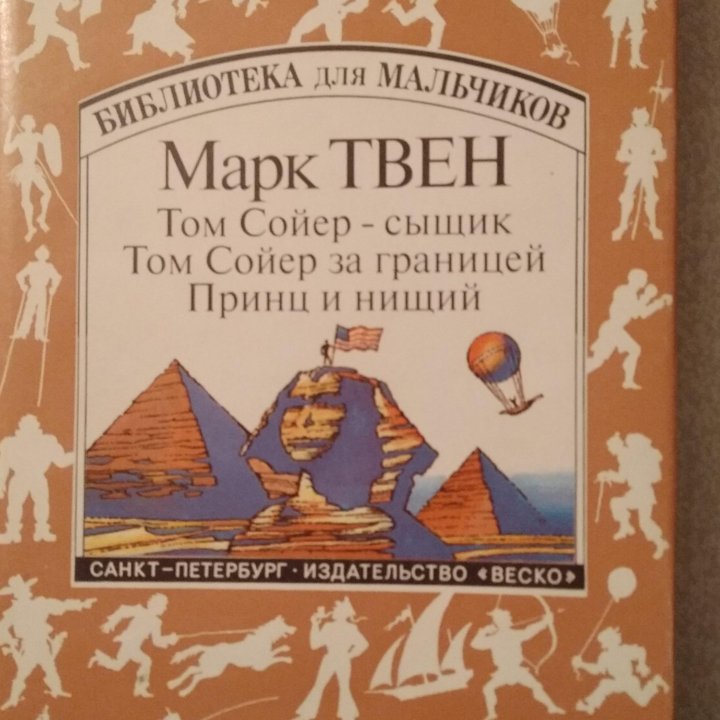 БИБЛИОТЕКА для МАЛЬЧИКОВ
Марк ТВЕН
Том Сойер - сыщик
Том Сойер за границей
Принц и нищий
САНКТ-ПЕТЕРБУРГ · ИЗДАТЕЛЬСТВО «ВЕСКО»